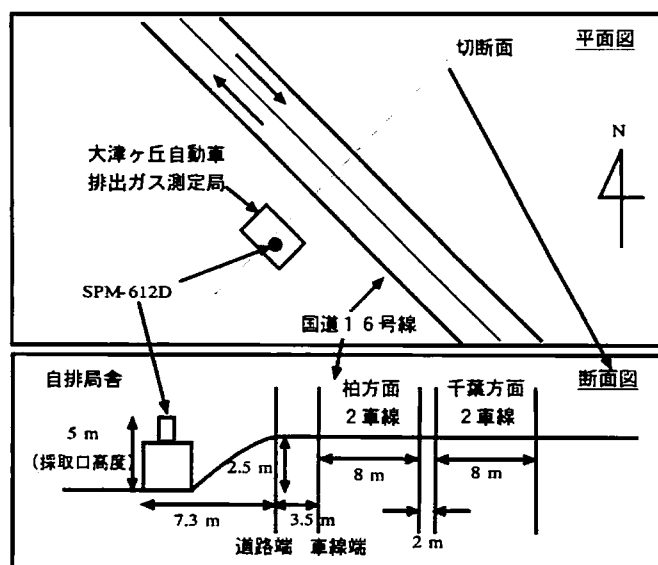 平面図
切断面
N
大津ヶ丘自動車
排出ガス測定局
SPM-612D
国道16号線
断面図
自排局舎
柏方面
2車線
千葉方面
2車線
5 m
(採取口高度)
2.5 m
8 m
8 m
7.3 m
3.5 m
2 m
道路端 車線端